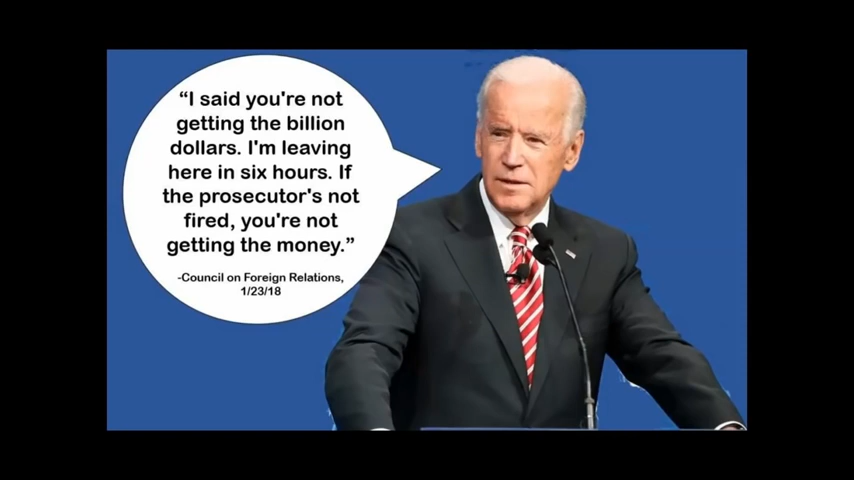 “I said you're not
getting the billion
dollars. I'm leaving
here in six hours. If
the prosecutor's not
fired, you're not
getting the money.”
-Council on Foreign Relations,
1/23/18